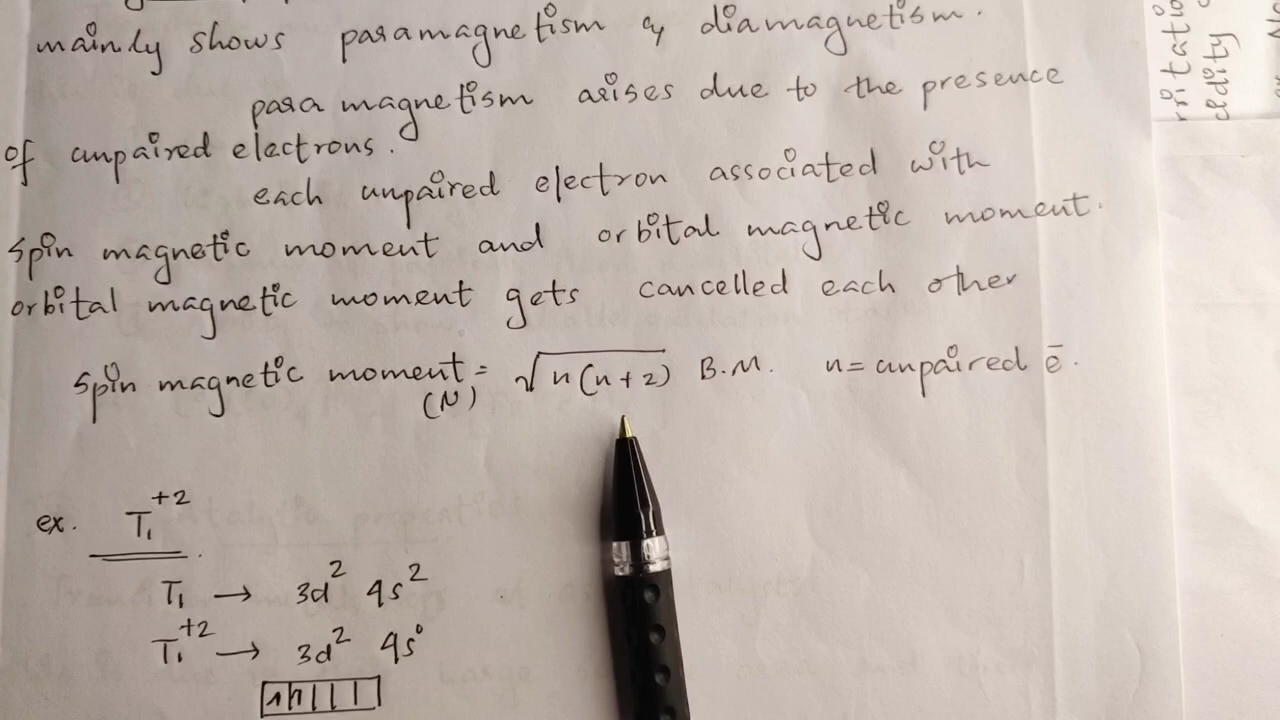 mainly shows paramagnetism & diamagnetism.
para magnetism arises due to the presence
of unpaired electrons.
each unpaired electron associated with
spin magnetic moment and orbital magnetic moment.
orbital magnetic moment gets cancelled each other
spin magnetic moment = √n(n+2) B.M. n = unpaired ē.
(μ)
ex. Ti+2
Ti → 3d2 4s2
Ti+2 → 3d2 4s0